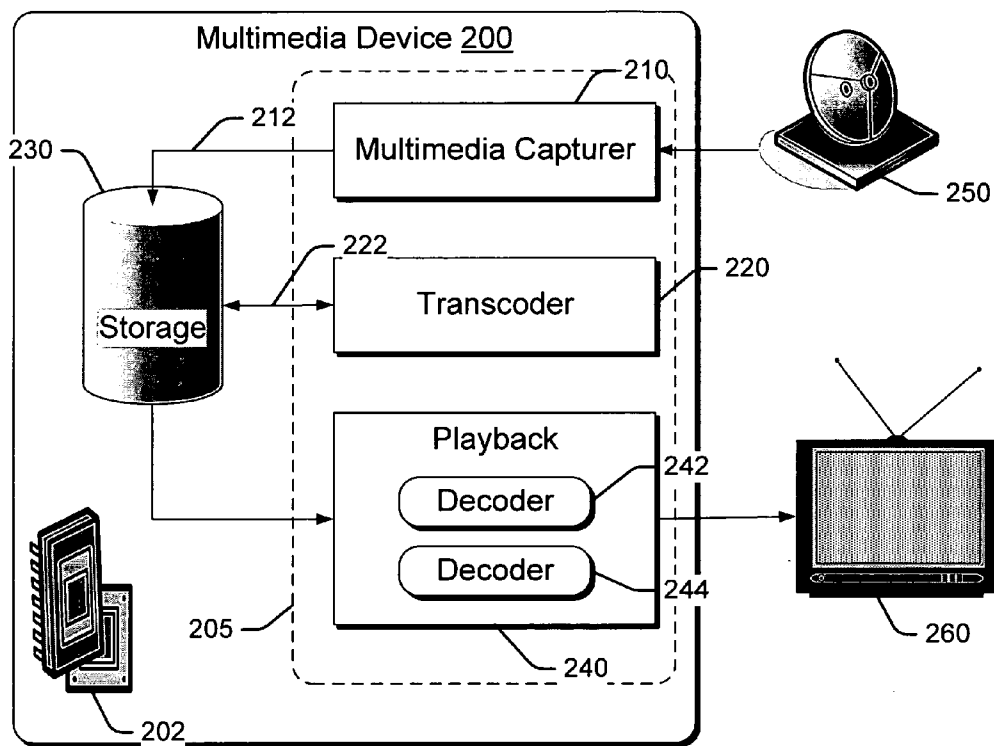 Multimedia Device 200
210
212
230
Multimedia Capturer
250
222
220
Transcoder
Storage
Playback
242
Decoder
Decoder
244
205
240
260
202